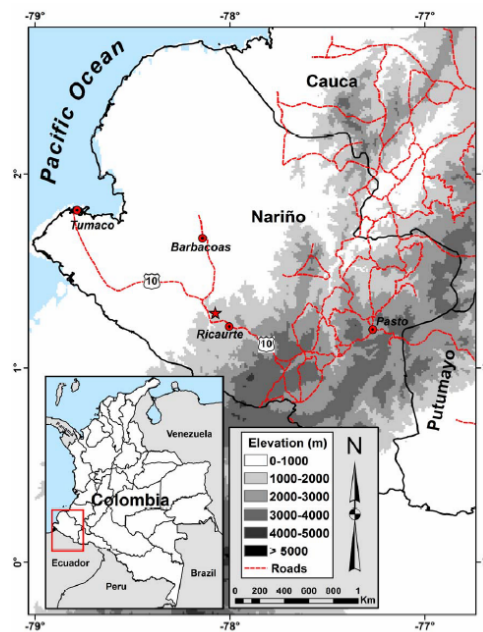 -79° -78° -77°
Pacific Ocean
Cauca
2°
Tumaco
Nariño
Barbacoas
10
Ricaurte
Pasto
10
1°
Putumayo
Venezuela
Panama
Colombia
Ecuador
Peru
Brazil
Elevation (m)
0-1000
1000-2000
2000-3000
3000-4000
4000-5000
> 5000
Roads
N
0 200 400 600 800 1
Km
0°
-79° -78° -77°